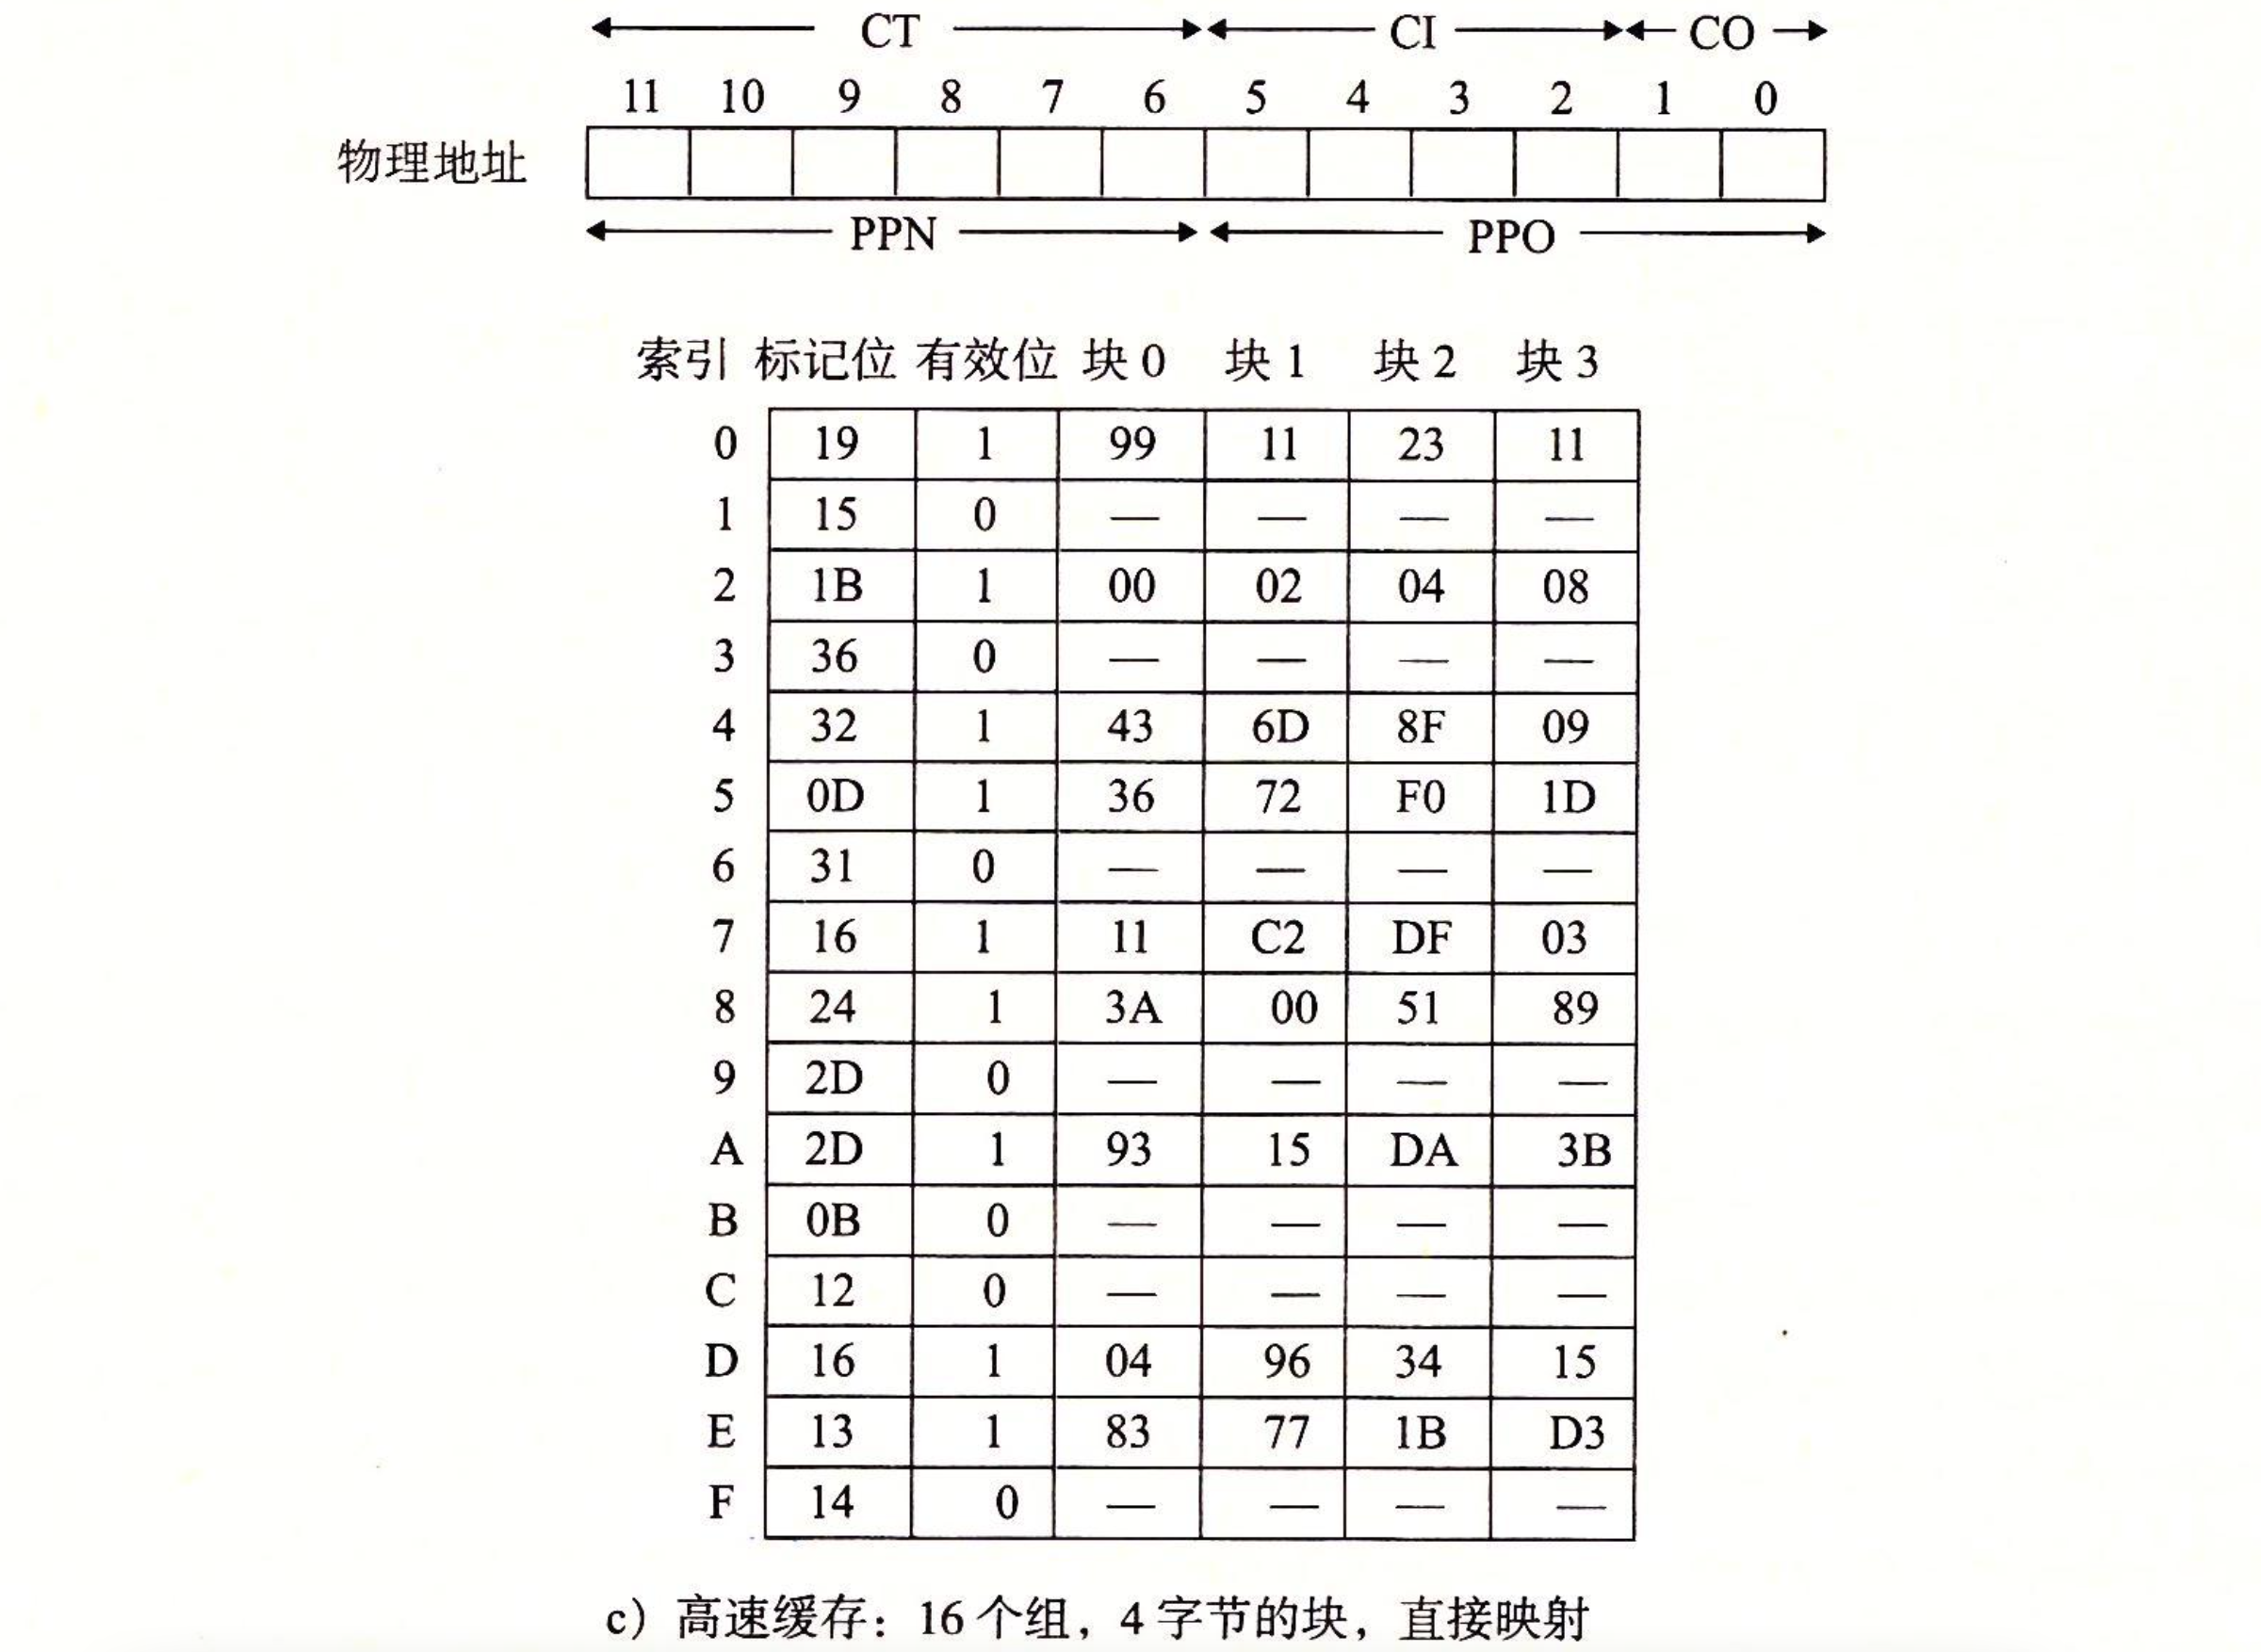 CT CI CO
11 10 9 8 7 6 5 4 3 2 1 0
物理地址
PPN PPO
索引 标记位 有效位 块 0 块 1 块 2 块 3
0 19 1 99 11 23 11
1 15 0 — — — —
2 1B 1 00 02 04 08
3 36 0 — — — —
4 32 1 43 6D 8F 09
5 0D 1 36 72 F0 1D
6 31 0 — — — —
7 16 1 11 C2 DF 03
8 24 1 3A 00 51 89
9 2D 0 — — — —
A 2D 1 93 15 DA 3B
B 0B 0 — — — —
C 12 0 — — — —
D 16 1 04 96 34 15
E 13 1 83 77 1B D3
F 14 0 — — — —
c）高速缓存：16 个组，4 字节的块，直接映射